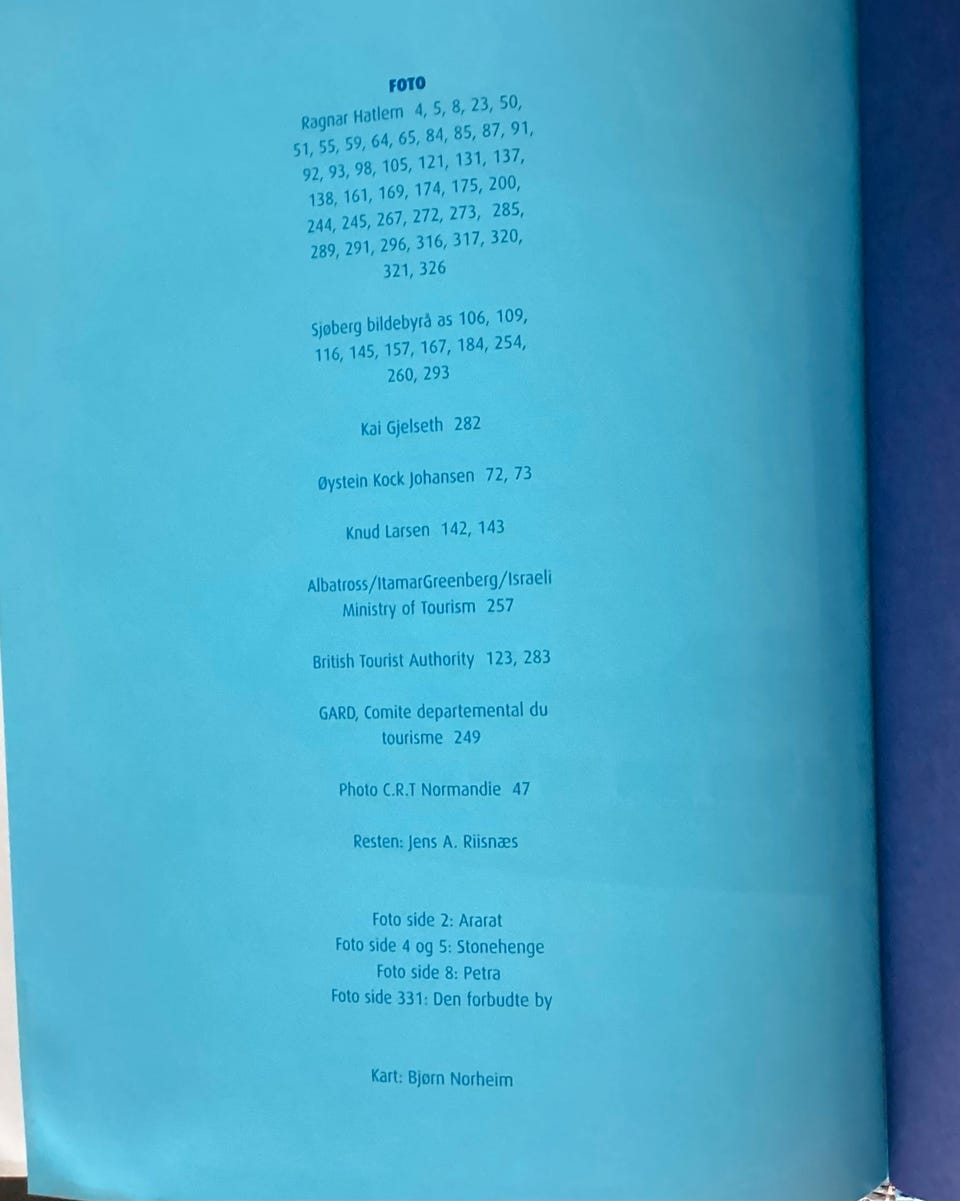 FOTO
Ragnar Hatlem 4, 5, 8, 23, 50,
51, 55, 59, 64, 65, 84, 85, 87, 91,
92, 93, 98, 105, 121, 131, 137,
138, 161, 169, 174, 175, 200,
244, 245, 267, 272, 273, 285,
289, 291, 296, 316, 317, 320,
321, 326
Sjøberg bildebyrå as 106, 109,
116, 145, 157, 167, 184, 254,
260, 293
Kai Gjelseth 282
Øystein Kock Johansen 72, 73
Knud Larsen 142, 143
Albatross/ItamarGreenberg/Israeli
Ministry of Tourism 257
British Tourist Authority 123, 283
GARD, Comite departemental du
tourisme 249
Photo C.R.T Normandie 47
Resten: Jens A. Riisnæs
Foto side 2: Ararat
Foto side 4 og 5: Stonehenge
Foto side 8: Petra
Foto side 331: Den forbudte by
Kart: Bjørn Norheim